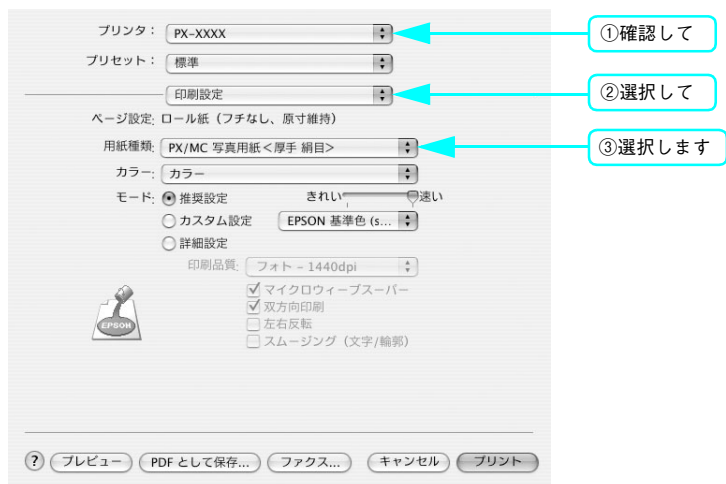 プリンタ： PX-XXXX ①確認して
プリセット： 標準
印刷設定 ②選択して
ページ設定: ロール紙（フチなし、原寸維持）
用紙種類: PX/MC 写真用紙＜厚手 絹目＞ ③選択します
カラー: カラー
モード: 推奨設定 きれい 速い
カスタム設定 EPSON 基準色 (s...
詳細設定
印刷品質: フォト – 1440dpi
マイクロウィーブスーパー
双方向印刷
左右反転
スムージング（文字/輪郭）
EPSON
? プレビュー PDF として保存... ファクス... キャンセル プリント